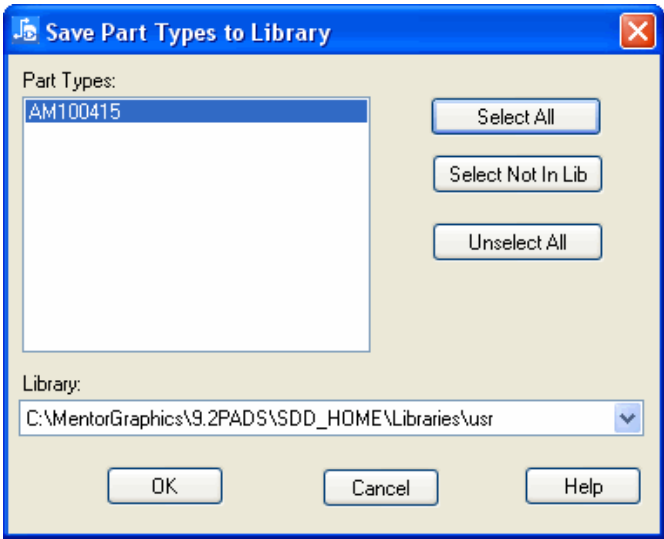 Save Part Types to Library
Part Types:
AM100415
Select All
Select Not In Lib
Unselect All
Library:
C:\MentorGraphics\9.2PADS\SDD_HOME\Libraries\usr
OK Cancel Help